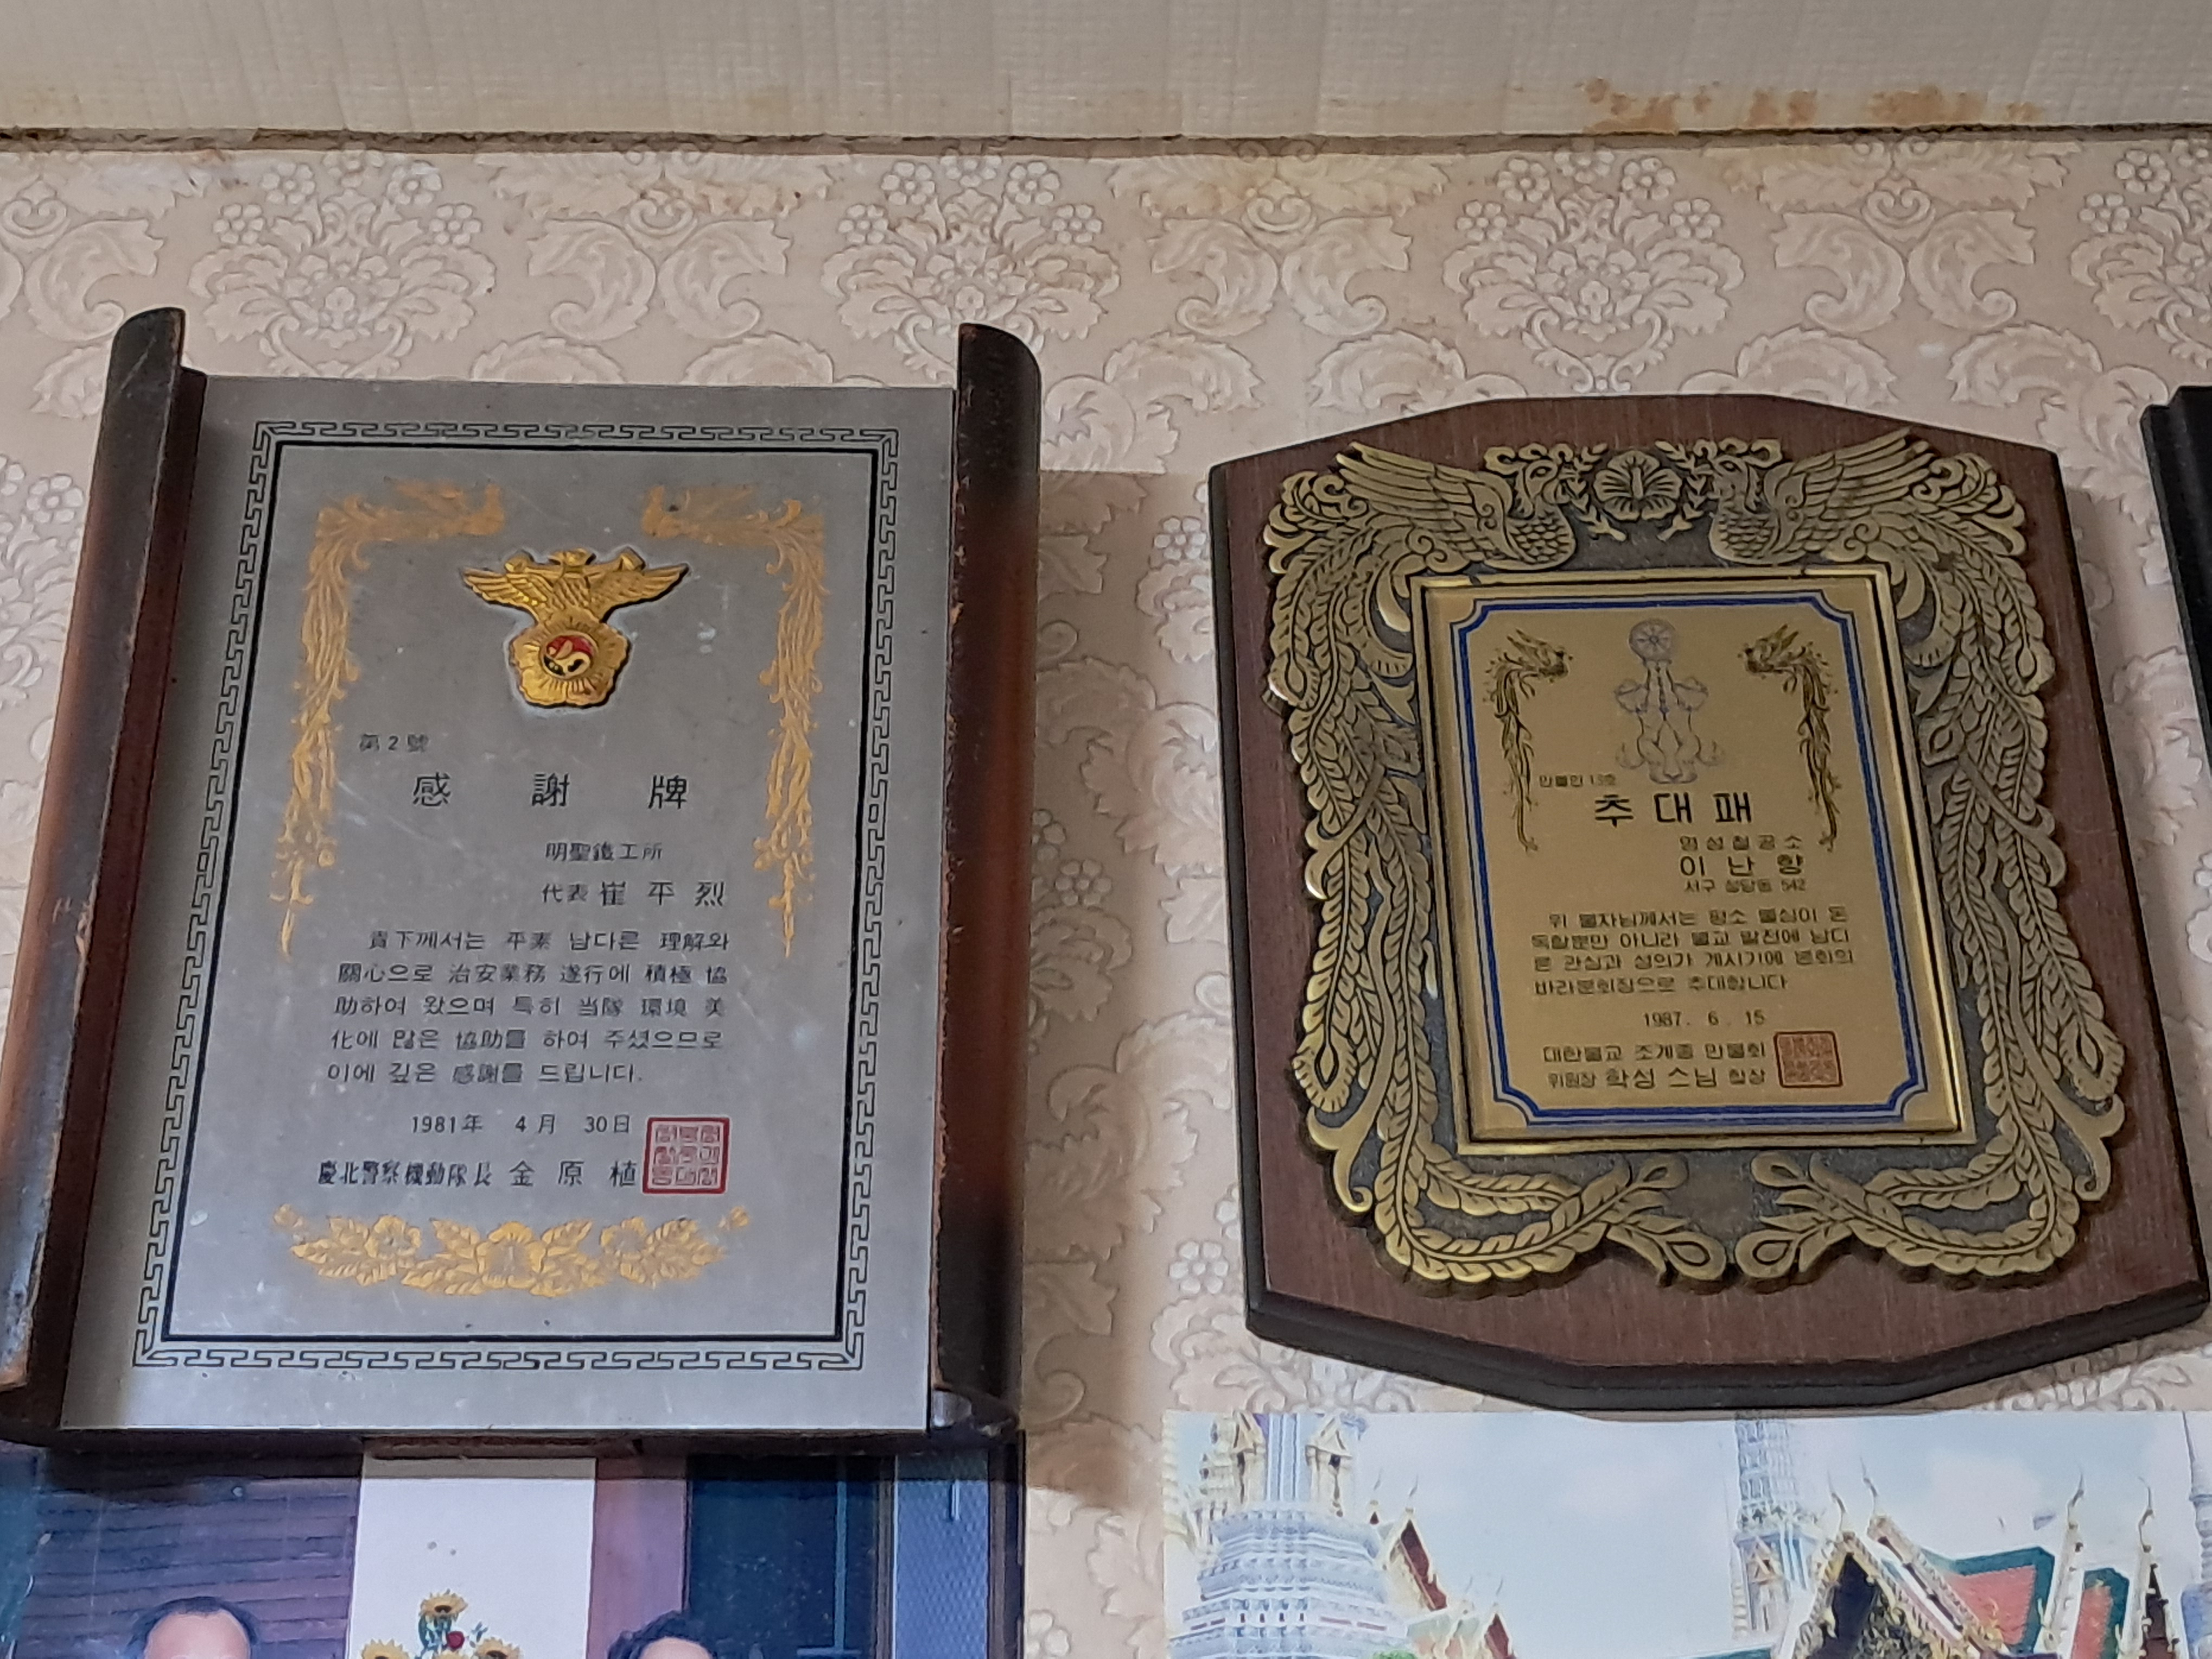 第2號
感謝牌
明聖鐵工所
代表 崔平烈
貴下께서는 平素 남다른 理解와
關心으로 治安業務 遂行에 積極 協
助하여 왔으며 특히 当隊 環境 美
化에 많은 協助를 하여 주셨으므로
이에 깊은 感謝를 드립니다.
1981年 4月 30日
慶北警察機動隊長 金原植
만불인 13호
추대패
명성철공소
이난향
서구 성당동 542
위 불자님께서는 평소 불심이 돈
독할뿐만 아니라 불교 발전에 남다
른 관심과 성의가 계시기에 본회의
바라문회장으로 추대합니다
1987. 6. 15
대한불교 조계종 만불회
위원장 학성 스님 합장